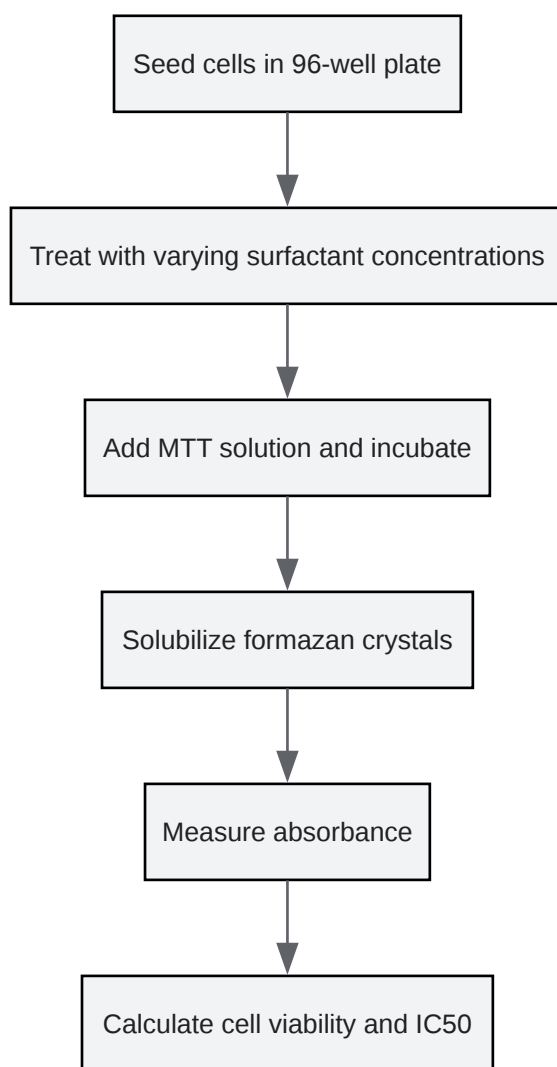 Seed cells in 96-well plate
Treat with varying surfactant concentrations
Add MTT solution and incubate
Solubilize formazan crystals
Measure absorbance
Calculate cell viability and IC50